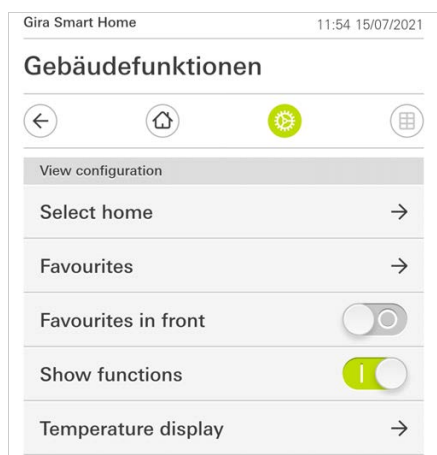 Gira Smart Home 11:54 15/07/2021
Gebäudefunktionen
View configuration
Select home
Favourites
Favourites in front
Show functions
Temperature display